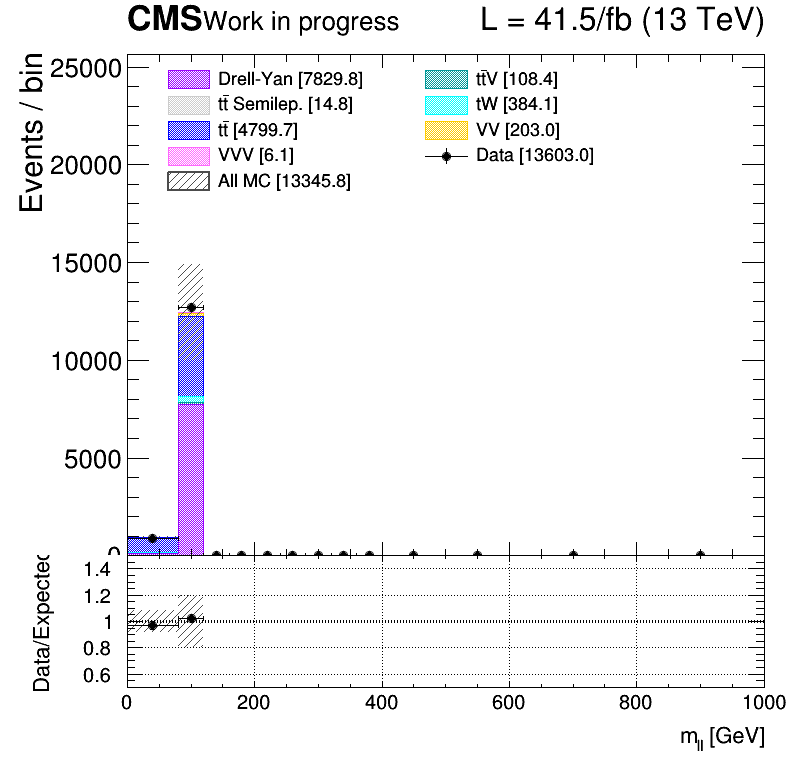 CMS Work in progress L = 41.5/fb (13 TeV)
Events / bin
25000
20000
15000
10000
5000
0
Drell-Yan [7829.8]
tt̄ Semilep. [14.8]
tt̄ [4799.7]
VVV [6.1]
All MC [13345.8]
tt̄V [108.4]
tW [384.1]
VV [203.0]
Data [13603.0]
Data/Expected
1.4
1.2
1
0.8
0.6
0 200 400 600 800 1000
m_ll [GeV]